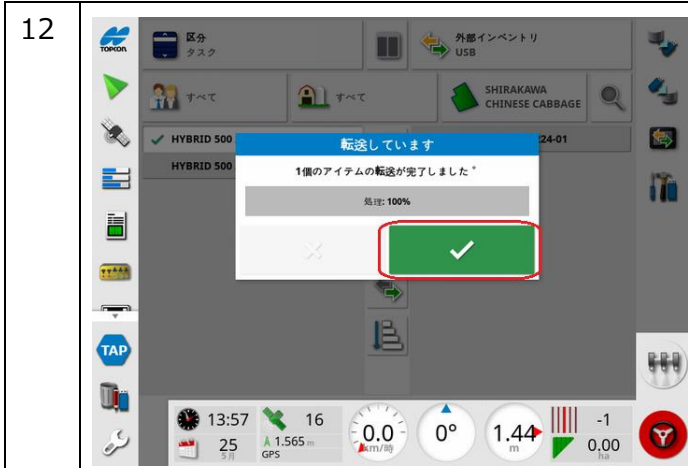 12
TOPCON
区分
タスク
外部インベントリ
USB
すべて
すべて
SHIRAKAWA
CHINESE CABBAGE
HYBRID 500
24-01
HYBRID 500
転送しています
1個のアイテムの転送が完了しました。
処理: 100%
TAP
13:57
16
25
5月
1.565 m
GPS
0.0
km/時
0°
1.44
m
-1
0.00
ha